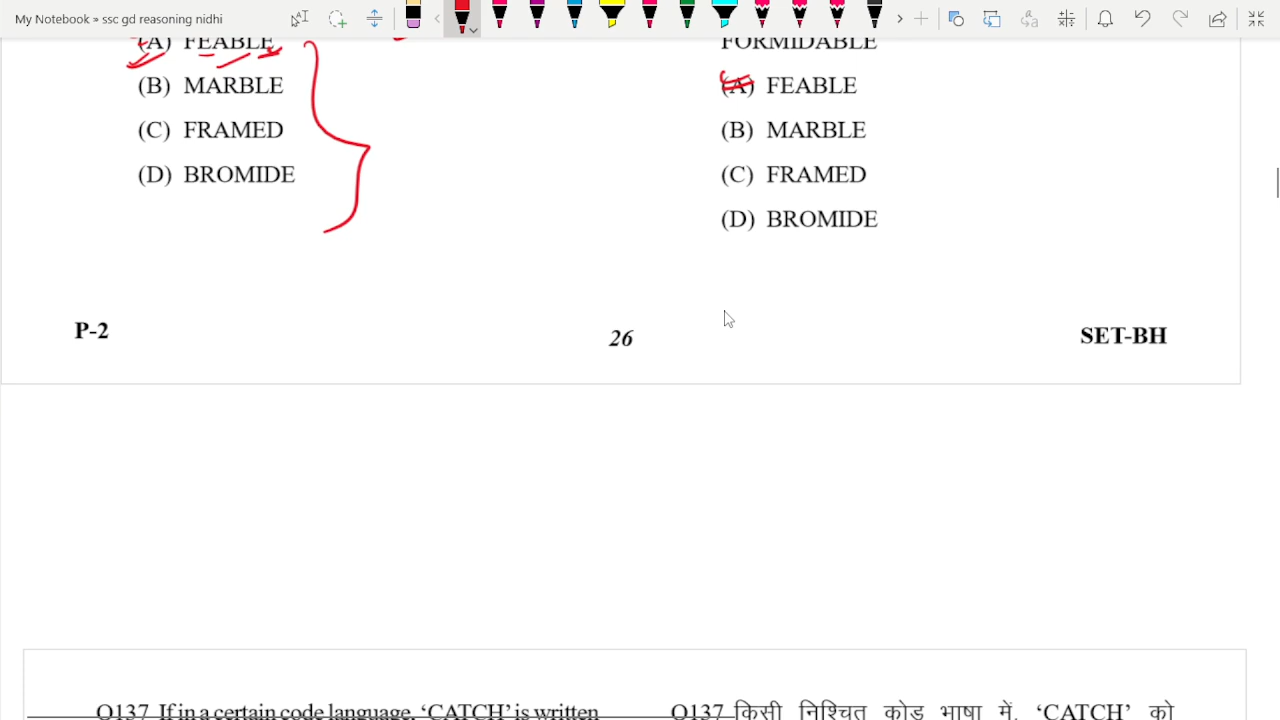 My Notebook » ssc gd reasoning nidhi
(A) FEABLE
(B) MARBLE
(C) FRAMED
(D) BROMIDE
FORMIDABLE
(A) FEABLE
(B) MARBLE
(C) FRAMED
(D) BROMIDE
P-2
26
SET-BH
Q137 If in a certain code language, ‘CATCH’ is written
Q137 किसी निश्चित कोड भाषा में, ‘CATCH’ को